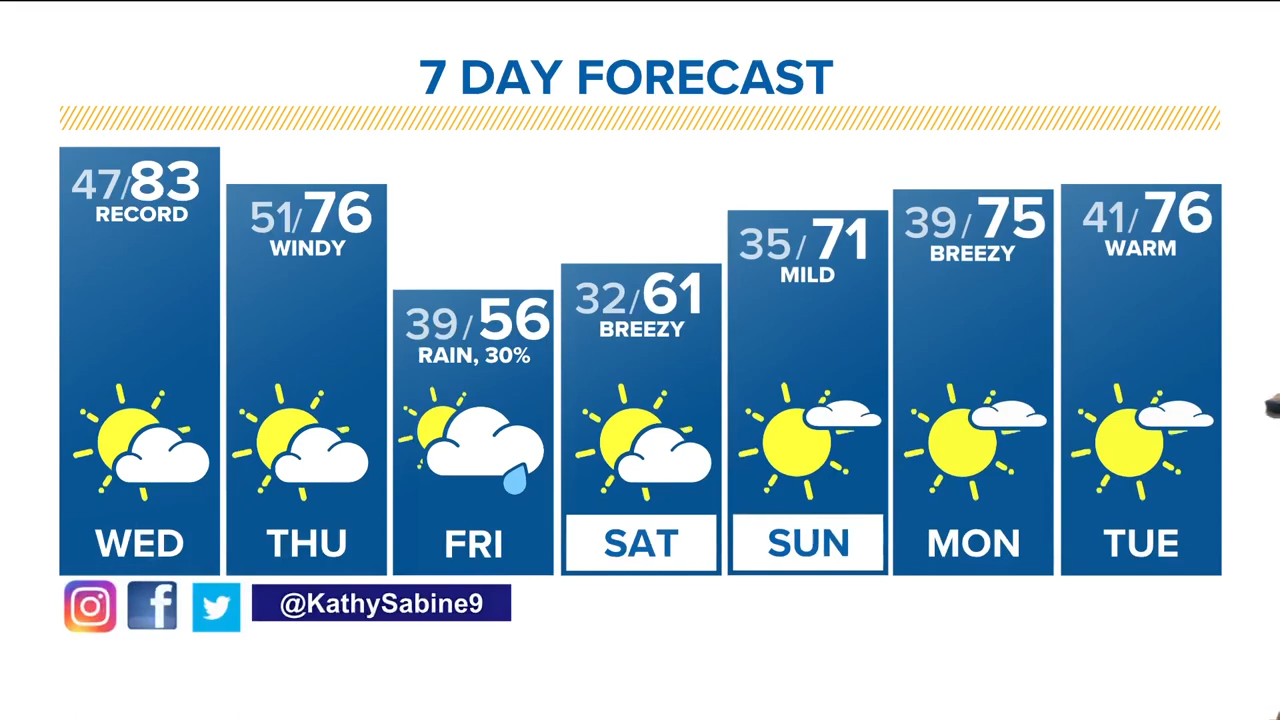 7 DAY FORECAST
47/83
RECORD
WED
51/76
WINDY
THU
39/56
RAIN, 30%
FRI
32/61
BREEZY
SAT
35/71
MILD
SUN
39/75
BREEZY
MON
41/76
WARM
TUE
@KathySabine9